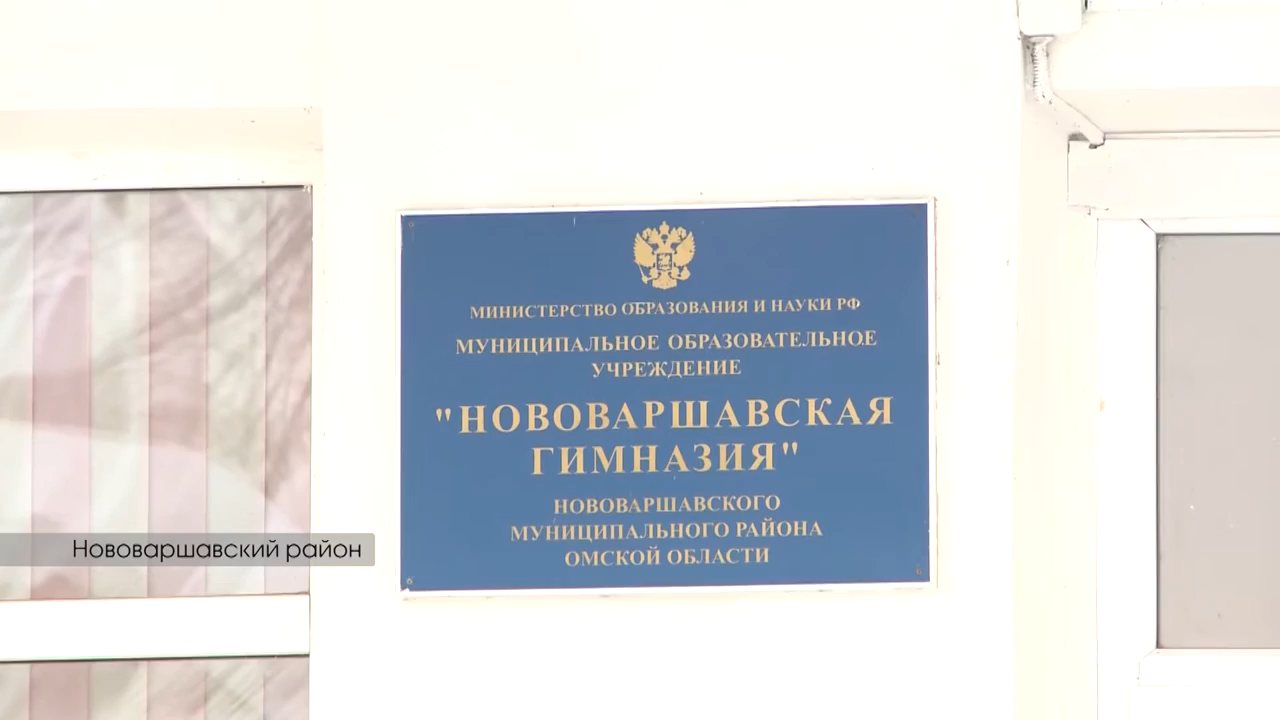 МИНИСТЕРСТВО ОБРАЗОВАНИЯ И НАУКИ РФ
МУНИЦИПАЛЬНОЕ ОБРАЗОВАТЕЛЬНОЕ
УЧРЕЖДЕНИЕ
"НОВОВАРШАВСКАЯ
ГИМНАЗИЯ"
НОВОВАРШАВСКОГО
МУНИЦИПАЛЬНОГО РАЙОНА
ОМСКОЙ ОБЛАСТИ
Нововаршавский район